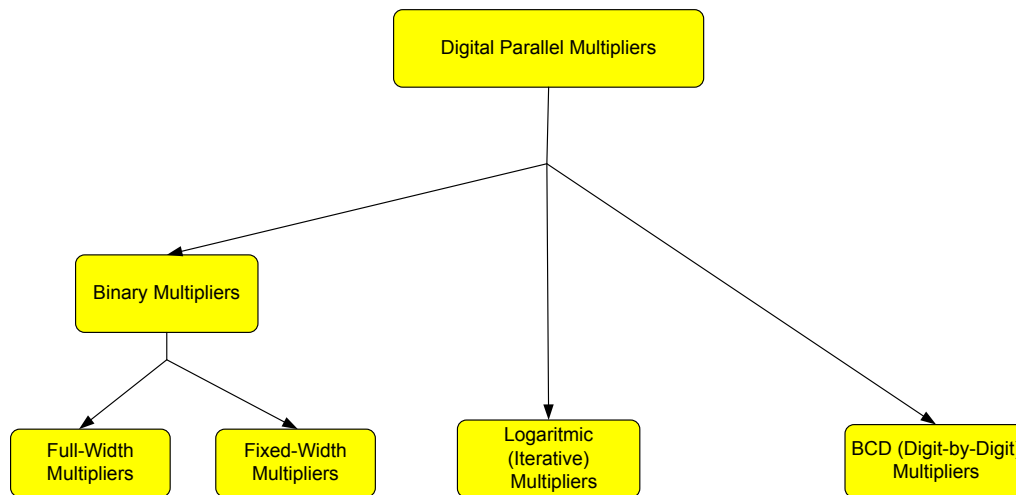 Digital Parallel Multipliers
Binary Multipliers
Full-Width
Multipliers
Fixed-Width
Multipliers
Logaritmic
(Iterative)
Multipliers
BCD (Digit-by-Digit)
Multipliers